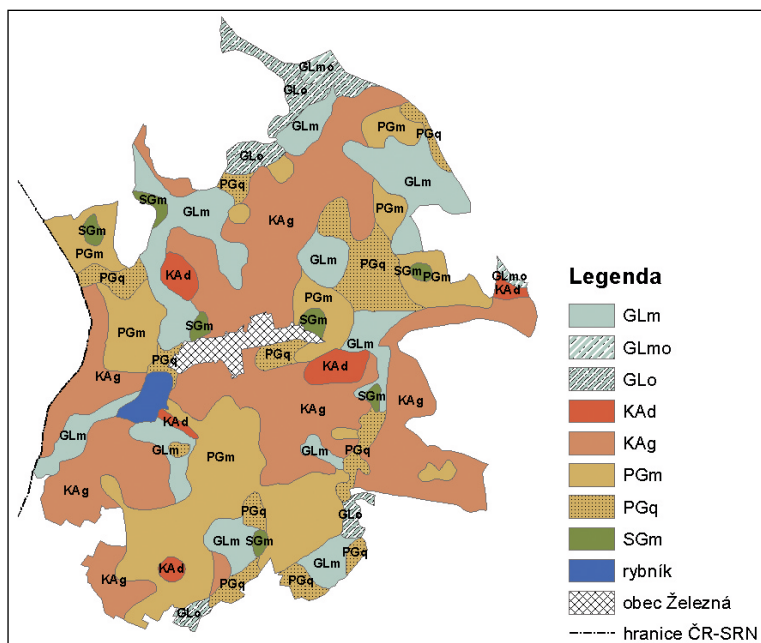 GLmo
GLo
GLm
PGm
PGq
GLo
GLm
PGq
SGm
GLm
PGm
KAg
SGm
PGm
GLm
PGq
SGm
PGm
GLmo
KAd
PGq
KAd
PGm
PGm
SGm
SGm
GLm
PGq
PGq
KAd
KAg
SGm
KAg
KAg
KAd
GLm
GLm
PGm
GLm
PGq
KAg
PGq
GLo
GLm
SGm
PGq
KAg
KAd
GLm
PGq
PGq
GLo
Legenda
GLm
GLmo
GLo
KAd
KAg
PGm
PGq
SGm
rybník
obec Železná
hranice ČR-SRN